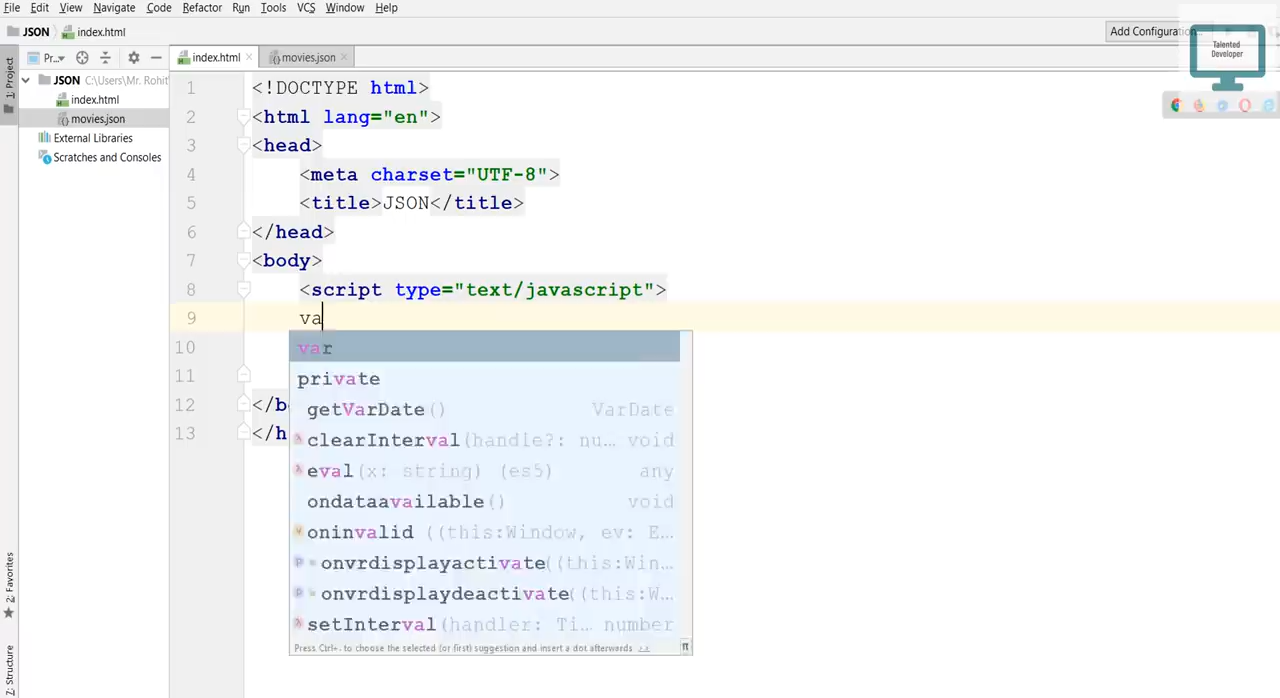 File Edit View Navigate Code Refactor Run Tools VCS Window Help
JSON index.html
Add Configuration...
Talented
Developer
1: Project
Pr...
index.html
movies.json
JSON C:\Users\Mr. Rohit
index.html
movies.json
External Libraries
Scratches and Consoles
1 <!DOCTYPE html>
2 <html lang="en">
3 <head>
4 <meta charset="UTF-8">
5 <title>JSON</title>
6 </head>
7 <body>
8 <script type="text/javascript">
9 va
10
11
12 </b
13 </h
var
private
getVarDate() VarDate
clearInterval(handle?: nu... void
eval(x: string) (es5) any
ondataavailable() void
oninvalid ((this:Window, ev: E...
onvrdisplayactivate((this:Win...
onvrdisplaydeactivate((this:W...
setInterval(handler: Ti... number
Press Ctrl+. to choose the selected (or first) suggestion and insert a dot afterwards >>
π
2: Favorites
7: Structure